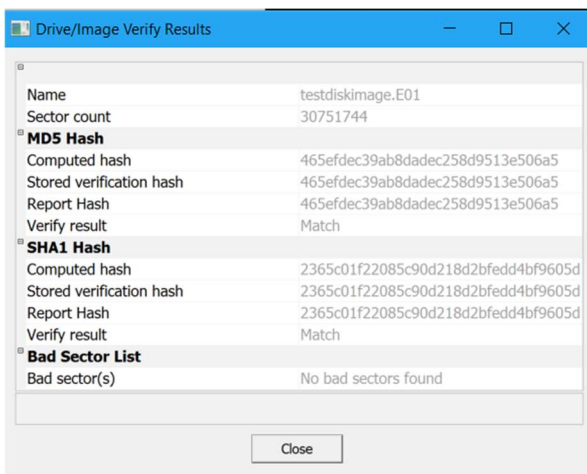 Drive/Image Verify Results
Name testdiskimage.E01
Sector count 30751744
MD5 Hash
Computed hash 465efdec39ab8dadec258d9513e506a5
Stored verification hash 465efdec39ab8dadec258d9513e506a5
Report Hash 465efdec39ab8dadec258d9513e506a5
Verify result Match
SHA1 Hash
Computed hash 2365c01f22085c90d218d2bfedd4bf9605d
Stored verification hash 2365c01f22085c90d218d2bfedd4bf9605d
Report Hash 2365c01f22085c90d218d2bfedd4bf9605d
Verify result Match
Bad Sector List
Bad sector(s) No bad sectors found
Close